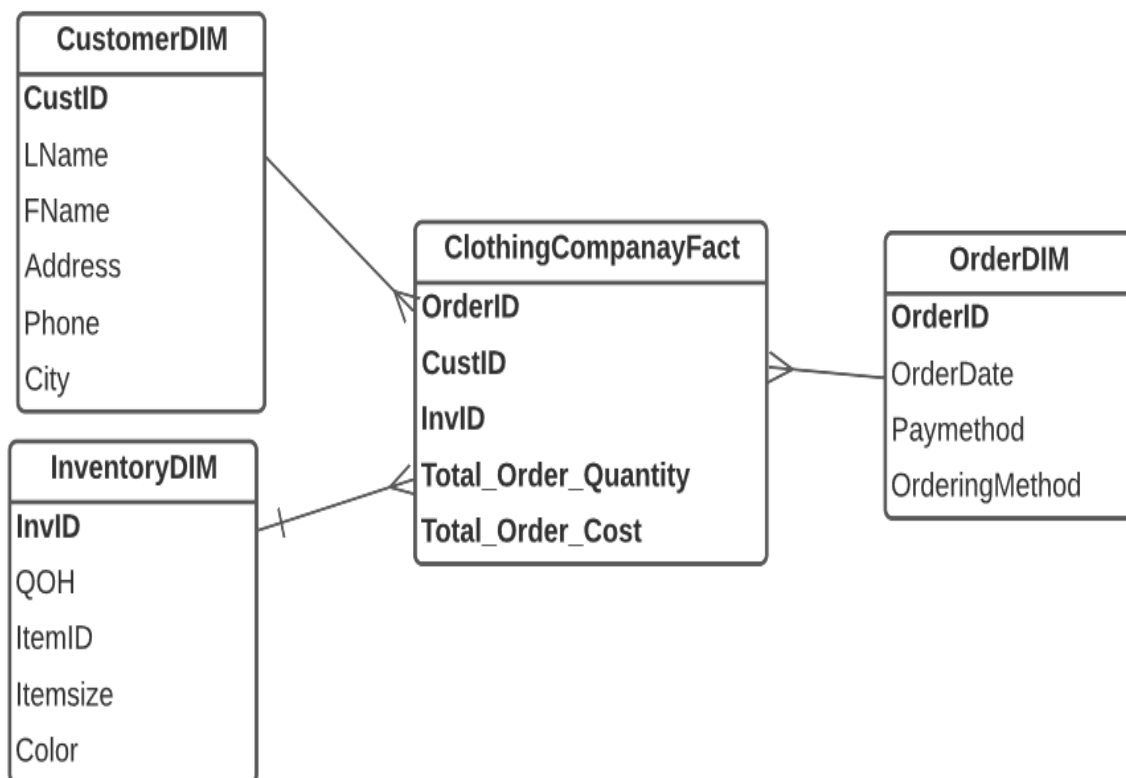 CustomerDIM
CustID
LName
FName
Address
Phone
City
InventoryDIM
InvID
QOH
ItemID
Itemsize
Color
ClothingCompanayFact
OrderID
CustID
InvID
Total_Order_Quantity
Total_Order_Cost
OrderDIM
OrderID
OrderDate
Paymethod
OrderingMethod